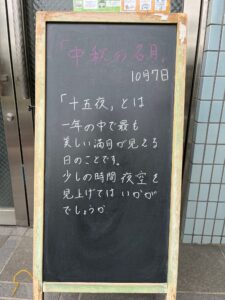 「中秋の名月」
10月7日
「十五夜」とは
一年の中で最も
美しい満月が見える
日のことです。
少しの時間夜空を
見上げてはいかが
でしょうか